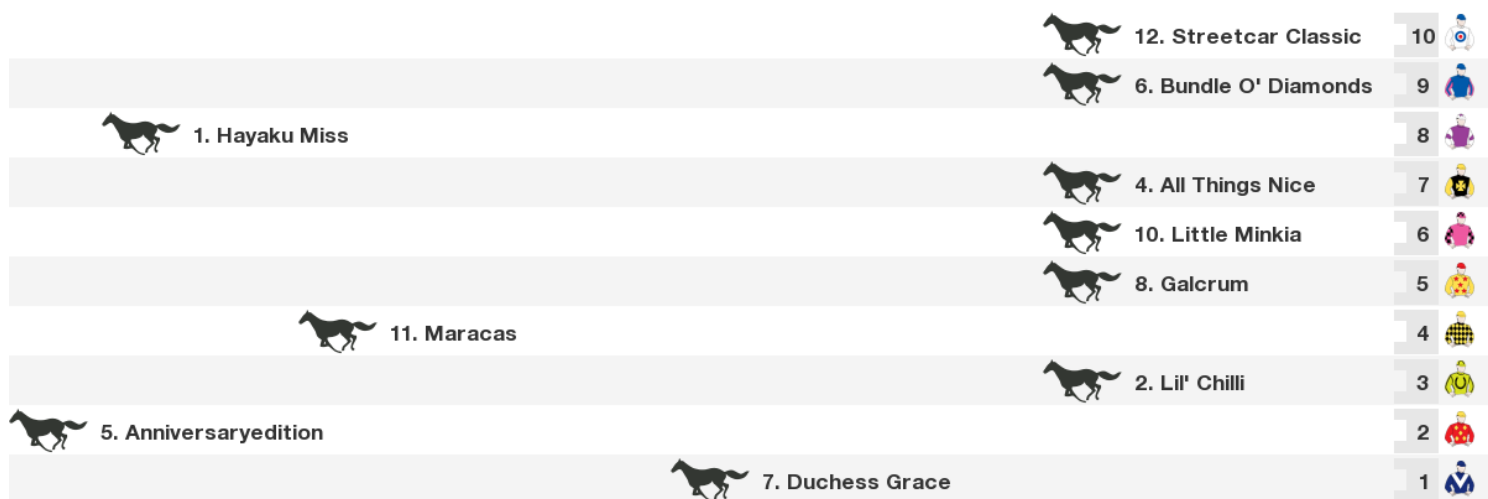 12. Streetcar Classic 10
6. Bundle O' Diamonds 9
1. Hayaku Miss 8
4. All Things Nice 7
10. Little Minkia 6
8. Galcrum 5
11. Maracas 4
2. Lil' Chilli 3
5. Anniversaryedition 2
7. Duchess Grace 1